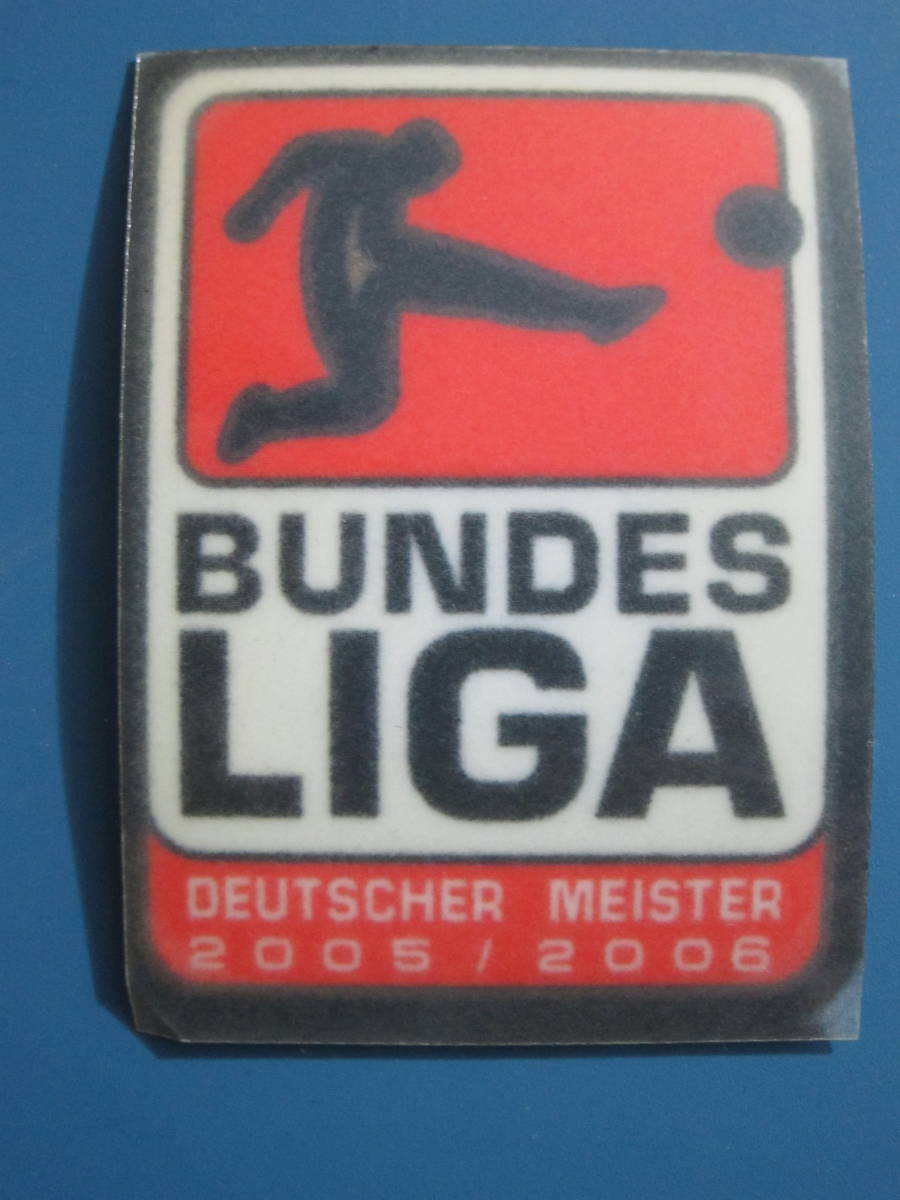 BUNDES
LIGA
DEUTSCHER MEISTER
2005/2006